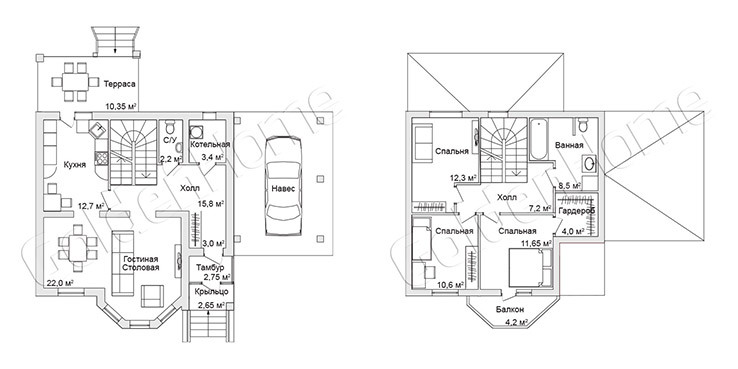 Терраса
10,35 м²
Кухня
12,7 м²
С/У
2,2 м²
Котельная
3,4 м²
Холл
15,8 м²
3,0 м²
Навес
Гостиная
Столовая
22,0 м²
Тамбур
2,75 м²
Крыльцо
2,65 м²
GoldenHome
Спальня
12,3 м²
Ванная
8,5 м²
Холл
7,2 м²
Гардероб
4,0 м²
Спальная
10,6 м²
Спальная
11,65 м²
Балкон
4,2 м²
GoldenHome